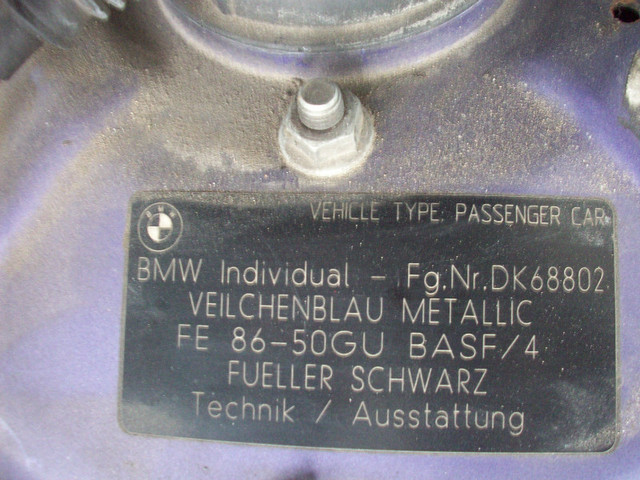 VEHICLE TYPE: PASSENGER CAR
BMW
BMW Individual - Fg.Nr.DK68802
VEILCHENBLAU METALLIC
FE 86-50GU BASF/4
FUELLER SCHWARZ
Technik / Ausstattung